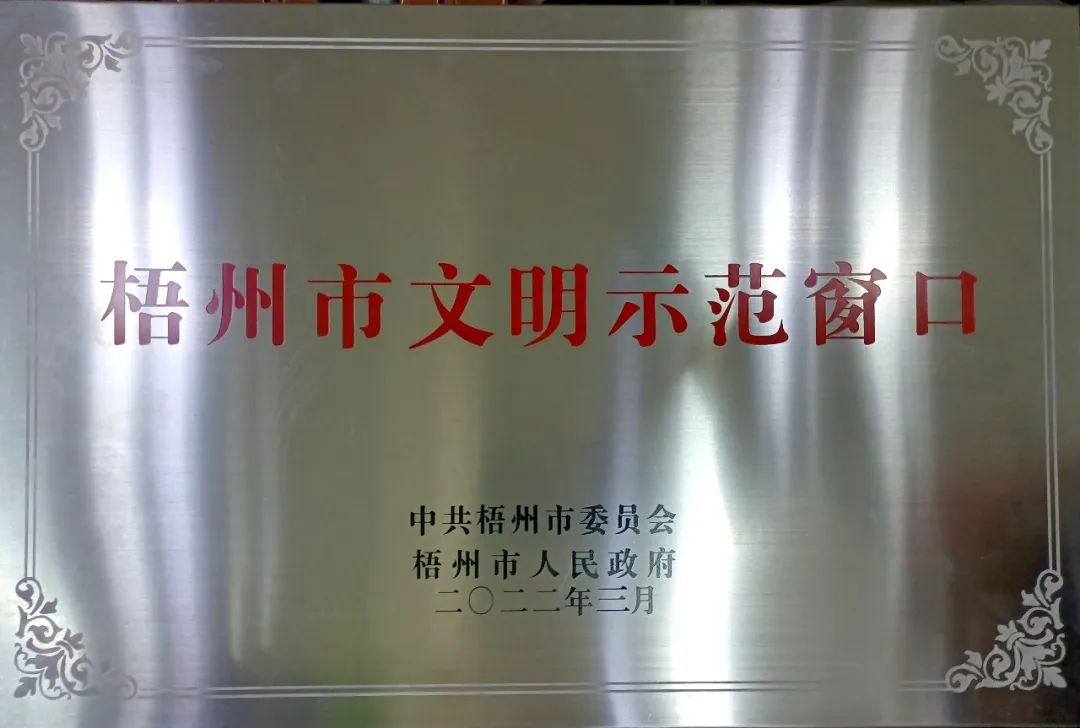 梧州市文明示范窗口
中共梧州市委员会
梧州市人民政府
二〇二二年三月